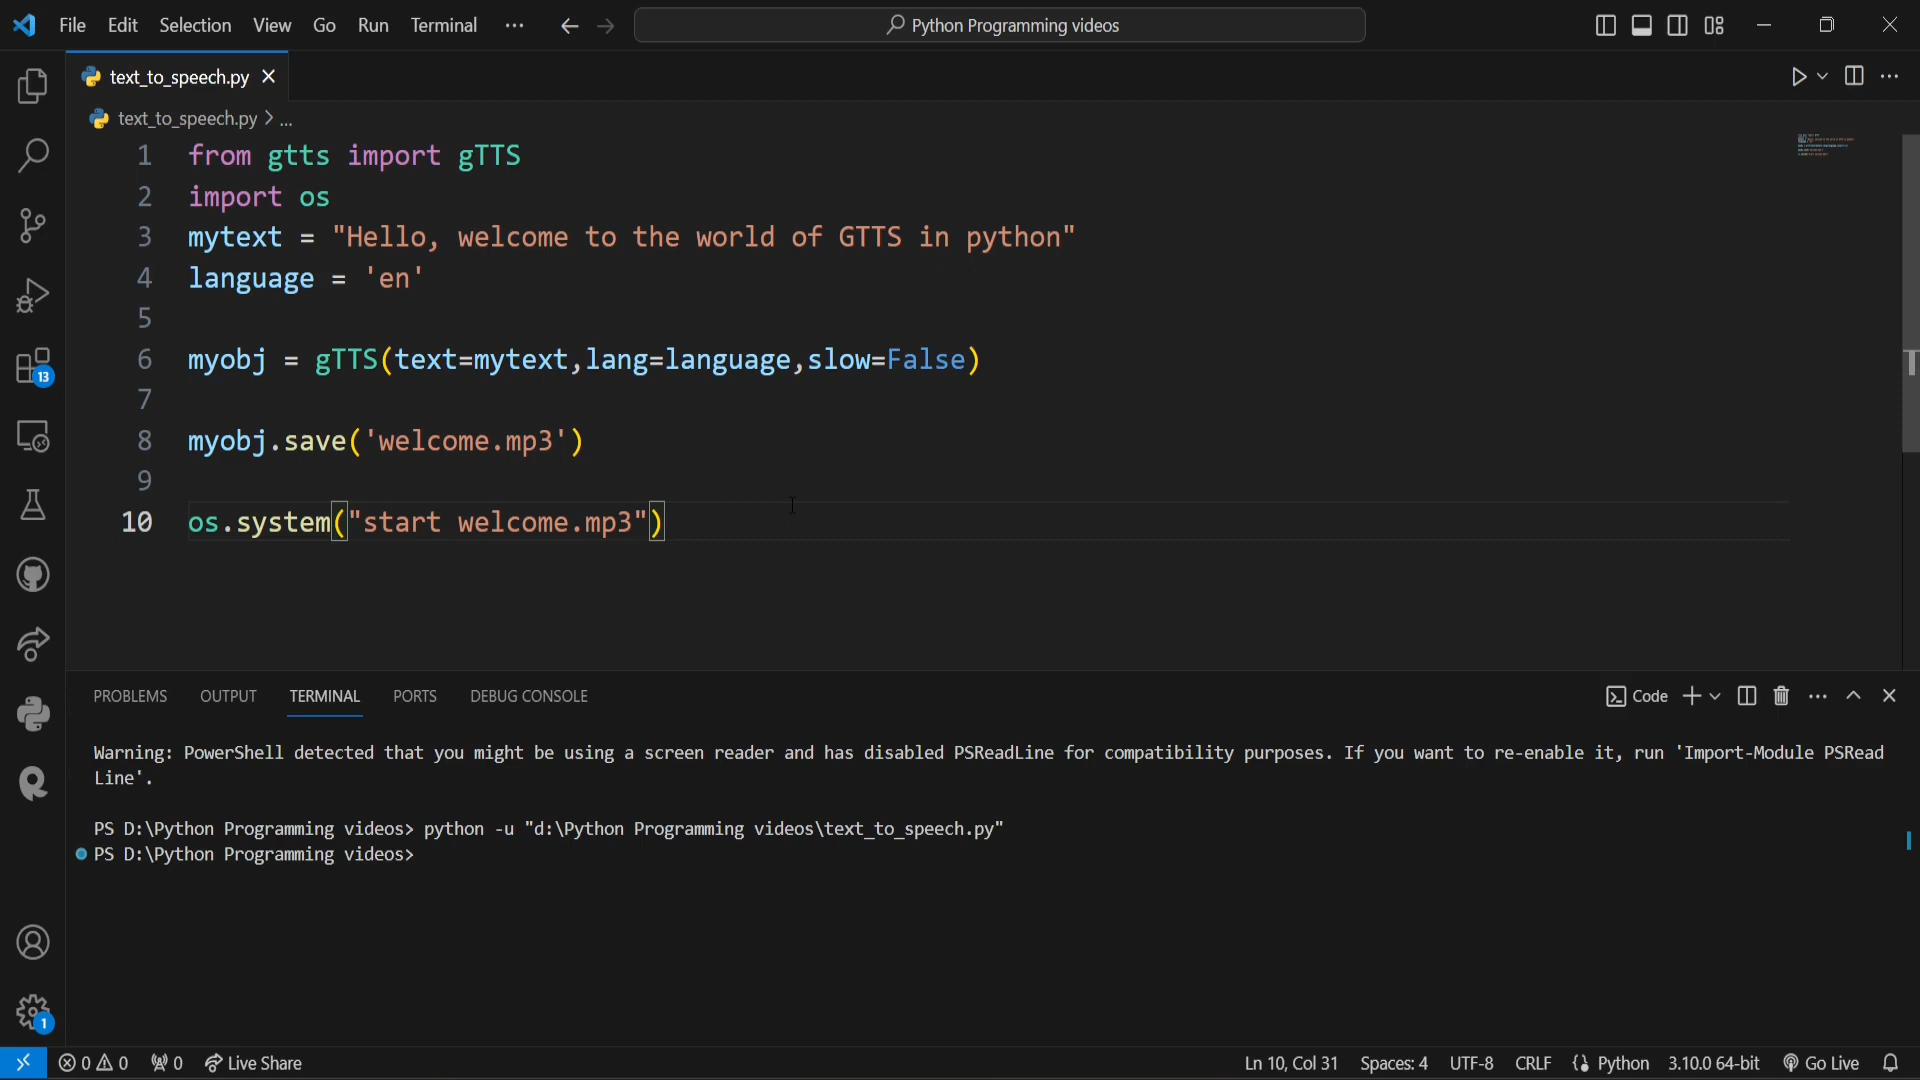 File Edit Selection View Go Run Terminal ··· Python Programming videos
text_to_speech.py
text_to_speech.py > ...
1 from gtts import gTTS
2 import os
3 mytext = "Hello, welcome to the world of GTTS in python"
4 language = 'en'
5
6 myobj = gTTS(text=mytext,lang=language,slow=False)
7
8 myobj.save('welcome.mp3')
9
10 os.system("start welcome.mp3")
13
PROBLEMS OUTPUT TERMINAL PORTS DEBUG CONSOLE Code
Warning: PowerShell detected that you might be using a screen reader and has disabled PSReadLine for compatibility purposes. If you want to re-enable it, run 'Import-Module PSRead
Line'.
PS D:\Python Programming videos> python -u "d:\Python Programming videos\text_to_speech.py"
PS D:\Python Programming videos>
1
0 0 0 Live Share Ln 10, Col 31 Spaces: 4 UTF-8 CRLF Python 3.10.0 64-bit Go Live